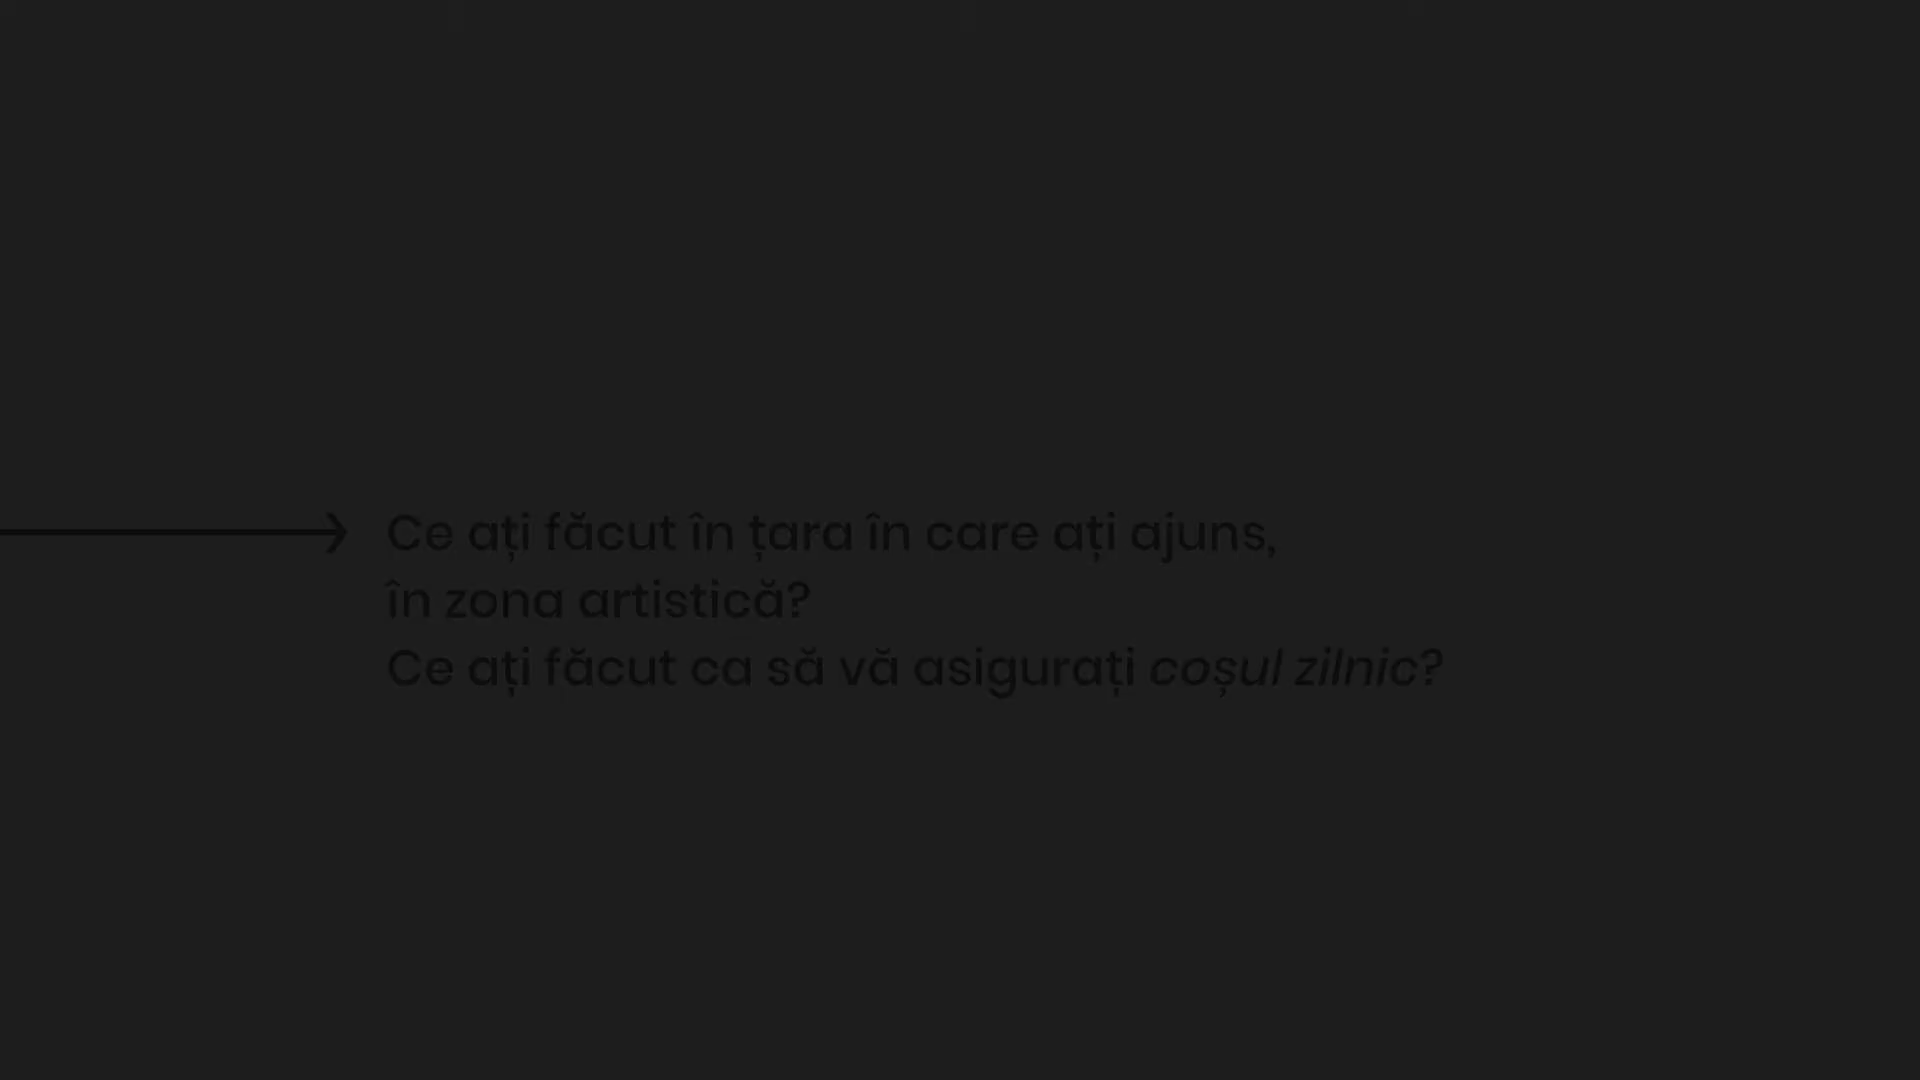 Ce ați făcut în țara în care ați ajuns,
în zona artistică?
Ce ați făcut ca să vă asigurați coșul zilnic?